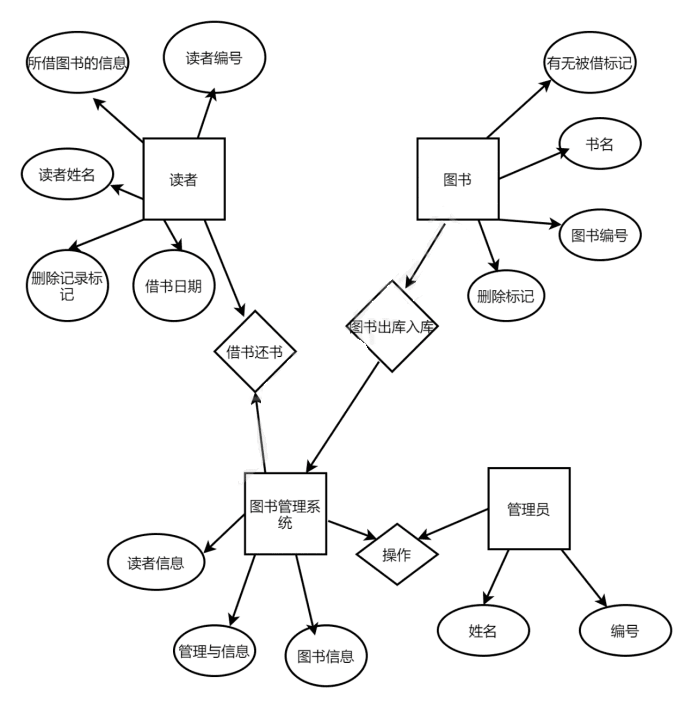 所借图书的信息
读者编号
有无被借标记
书名
读者姓名
读者
图书
图书编号
删除记录标
记
借书日期
删除标记
借书还书
图书出库入库
图书管理系
统
管理员
读者信息
操作
管理与信息
图书信息
姓名
编号